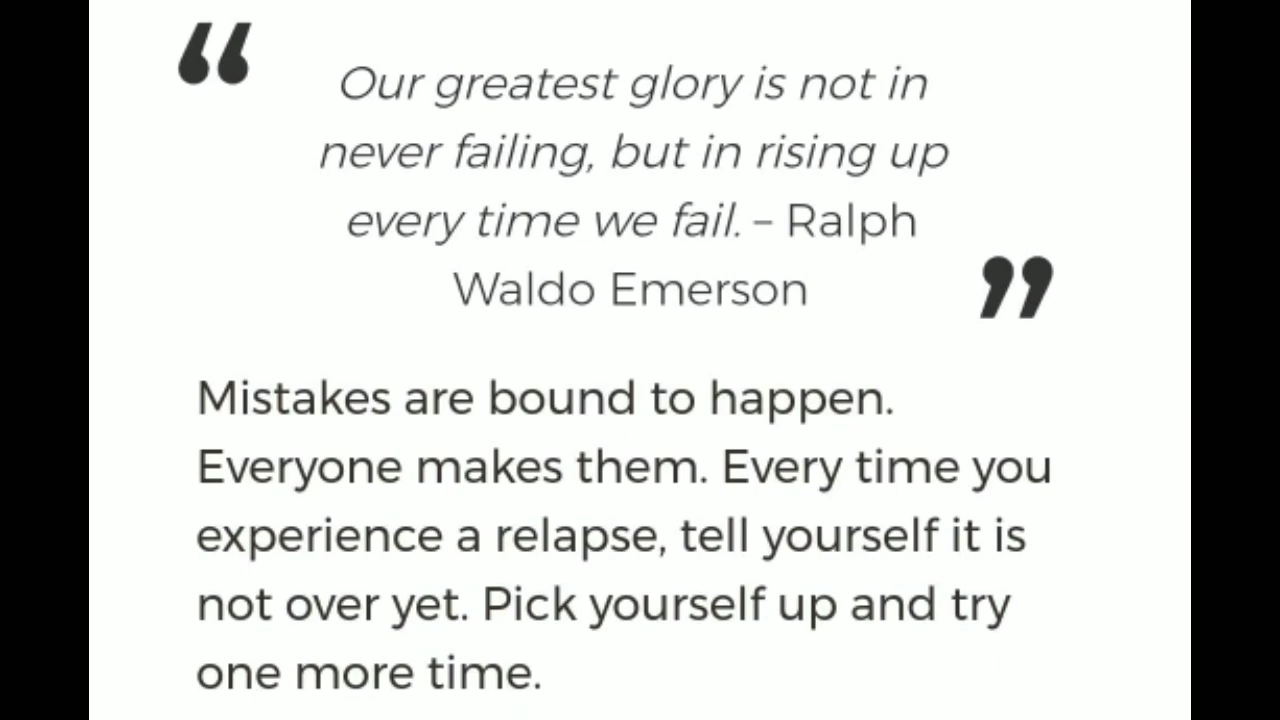 “
Our greatest glory is not in
never failing, but in rising up
every time we fail. – Ralph
Waldo Emerson
”
Mistakes are bound to happen.
Everyone makes them. Every time you
experience a relapse, tell yourself it is
not over yet. Pick yourself up and try
one more time.